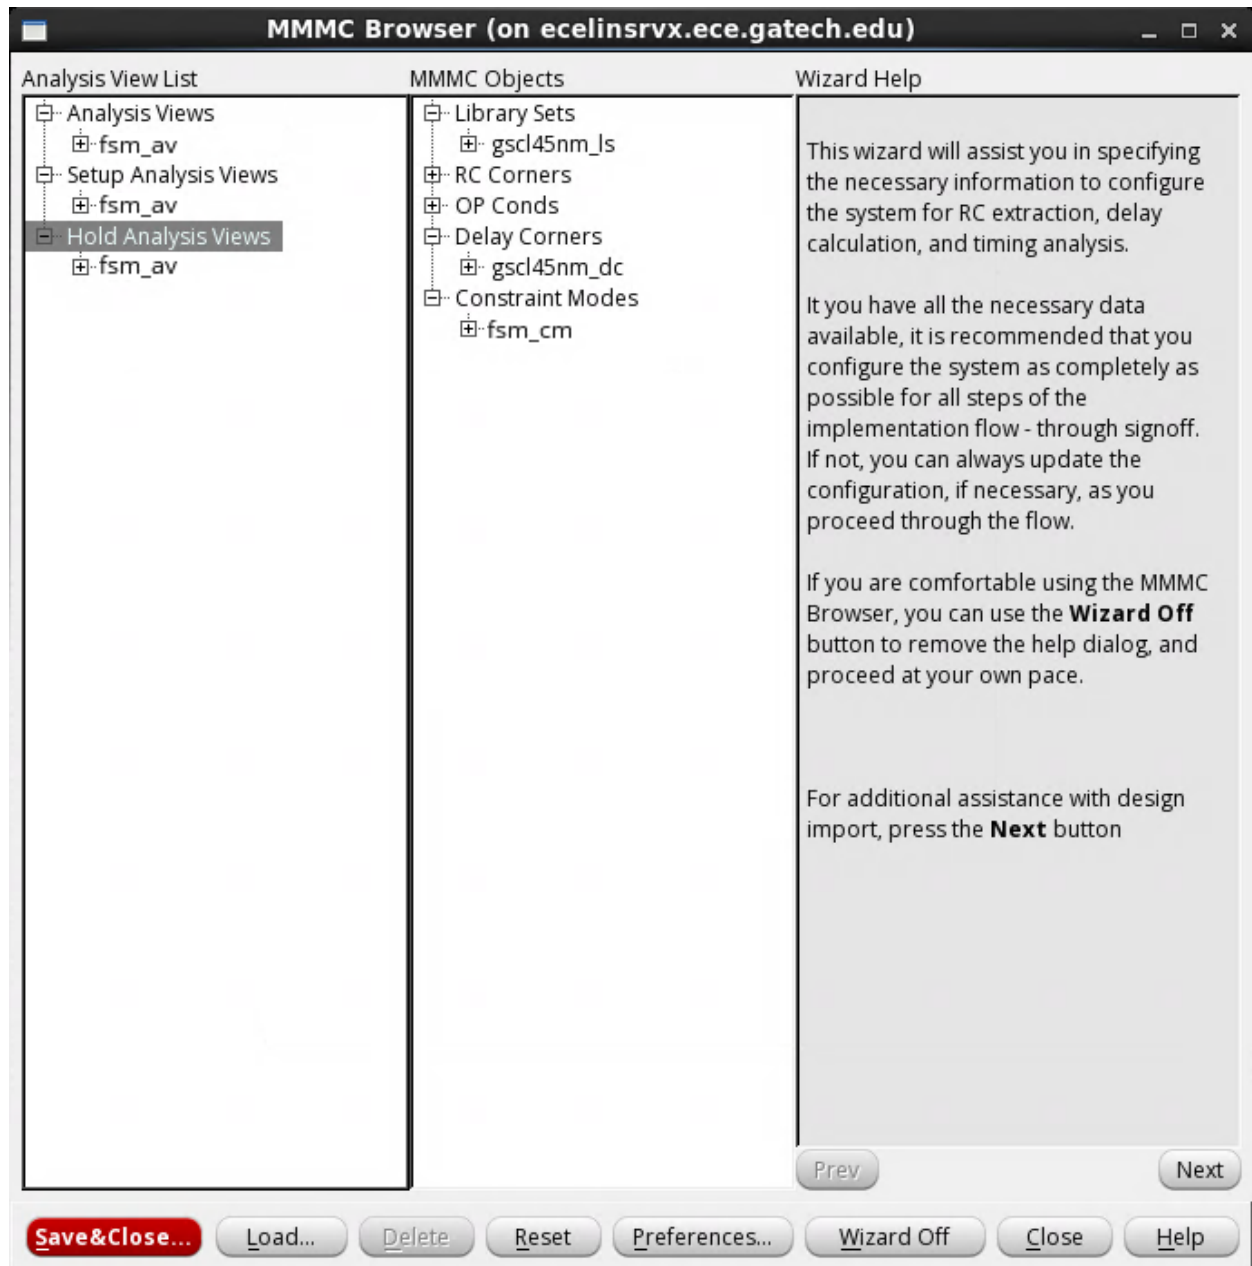 MMMC Browser (on ecelinsrvx.ece.gatech.edu)
Analysis View List
Analysis Views
fsm_av
Setup Analysis Views
fsm_av
Hold Analysis Views
fsm_av
MMMC Objects
Library Sets
gscl45nm_ls
RC Corners
OP Conds
Delay Corners
gscl45nm_dc
Constraint Modes
fsm_cm
Wizard Help
This wizard will assist you in specifying
the necessary information to configure
the system for RC extraction, delay
calculation, and timing analysis.
It you have all the necessary data
available, it is recommended that you
configure the system as completely as
possible for all steps of the
implementation flow - through signoff.
If not, you can always update the
configuration, if necessary, as you
proceed through the flow.
If you are comfortable using the MMMC
Browser, you can use the Wizard Off
button to remove the help dialog, and
proceed at your own pace.
For additional assistance with design
import, press the Next button
Prev Next
Save&Close... Load... Delete Reset Preferences... Wizard Off Close Help